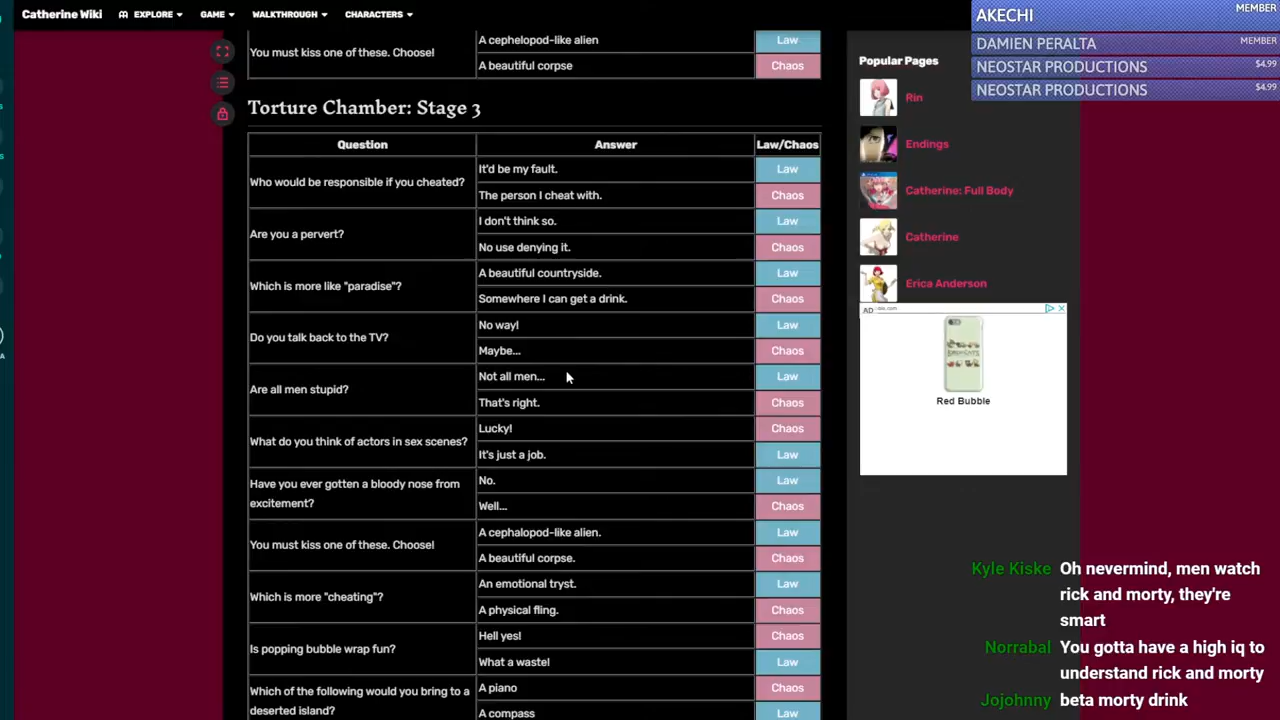 Catherine Wiki
EXPLORE
GAME
WALKTHROUGH
CHARACTERS
AKECHI
MEMBER
DAMIEN PERALTA
MEMBER
NEOSTAR PRODUCTIONS
$4.99
NEOSTAR PRODUCTIONS
$4.99
You must kiss one of these. Choose!
A cephelopod-like alien
Law
A beautiful corpse
Chaos
Torture Chamber: Stage 3
Question
Answer
Law/Chaos
Who would be responsible if you cheated?
It'd be my fault.
Law
The person I cheat with.
Chaos
Are you a pervert?
I don't think so.
Law
No use denying it.
Chaos
Which is more like "paradise"?
A beautiful countryside.
Law
Somewhere I can get a drink.
Chaos
Do you talk back to the TV?
No way!
Law
Maybe...
Chaos
Are all men stupid?
Not all men...
Law
That's right.
Chaos
What do you think of actors in sex scenes?
Lucky!
Chaos
It's just a job.
Law
Have you ever gotten a bloody nose from
excitement?
No.
Law
Well...
Chaos
You must kiss one of these. Choose!
A cephalopod-like alien.
Law
A beautiful corpse.
Chaos
Which is more "cheating"?
An emotional tryst.
Law
A physical fling.
Chaos
Is popping bubble wrap fun?
Hell yes!
Chaos
What a waste!
Law
Which of the following would you bring to a
deserted island?
A piano
Chaos
A compass
Law
Popular Pages
Rin
Endings
Catherine: Full Body
Catherine
Erica Anderson
AD
Red Bubble
Kyle Kiske Oh nevermind, men watch
rick and morty, they're
smart
Norrabal You gotta have a high iq to
understand rick and morty
Jojohnny beta morty drink